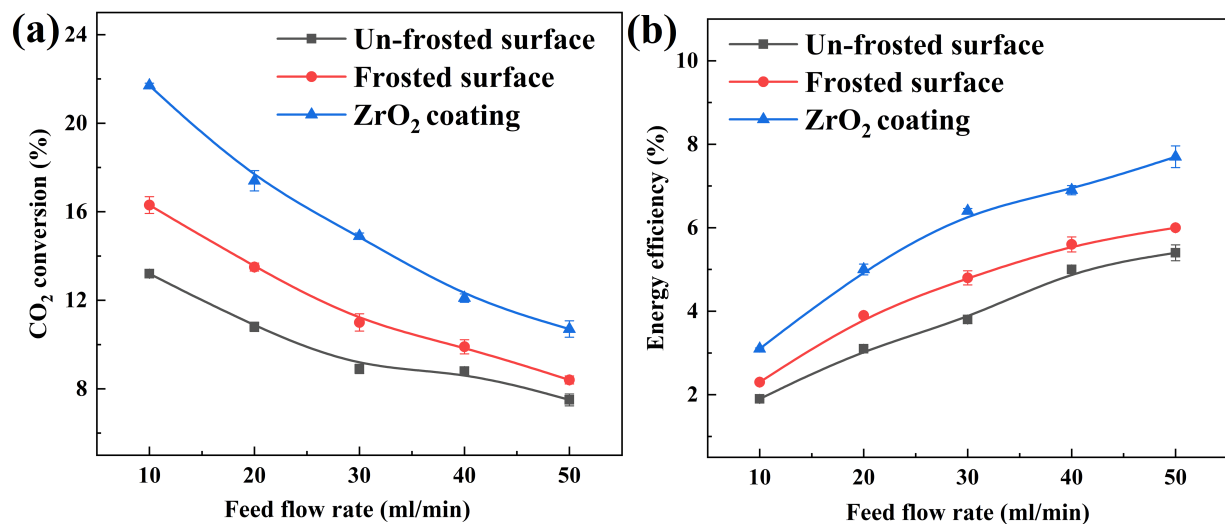 (a)
24
20
16
12
8
CO₂ conversion (%)
Un-frosted surface
Frosted surface
ZrO₂ coating
10 20 30 40 50
Feed flow rate (ml/min)
(b)
10
8
6
4
2
Energy efficiency (%)
Un-frosted surface
Frosted surface
ZrO₂ coating
10 20 30 40 50
Feed flow rate (ml/min)